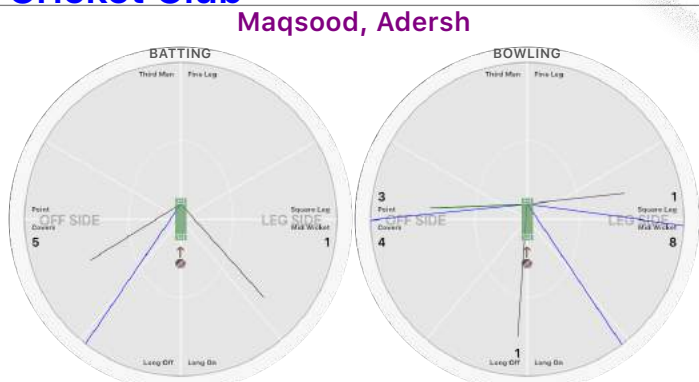 Cricket Club
Maqsood, Adersh
BATTING
Third Man Fine Leg
Point
OFF SIDE
Covers
5
Square Leg
LEG SIDE
Mid Wicket
1
Long Off Long On
BOWLING
Third Man Fine Leg
3
Point
OFF SIDE
Covers
4
1
Square Leg
LEG SIDE
Mid Wicket
8
1
Long Off Long On